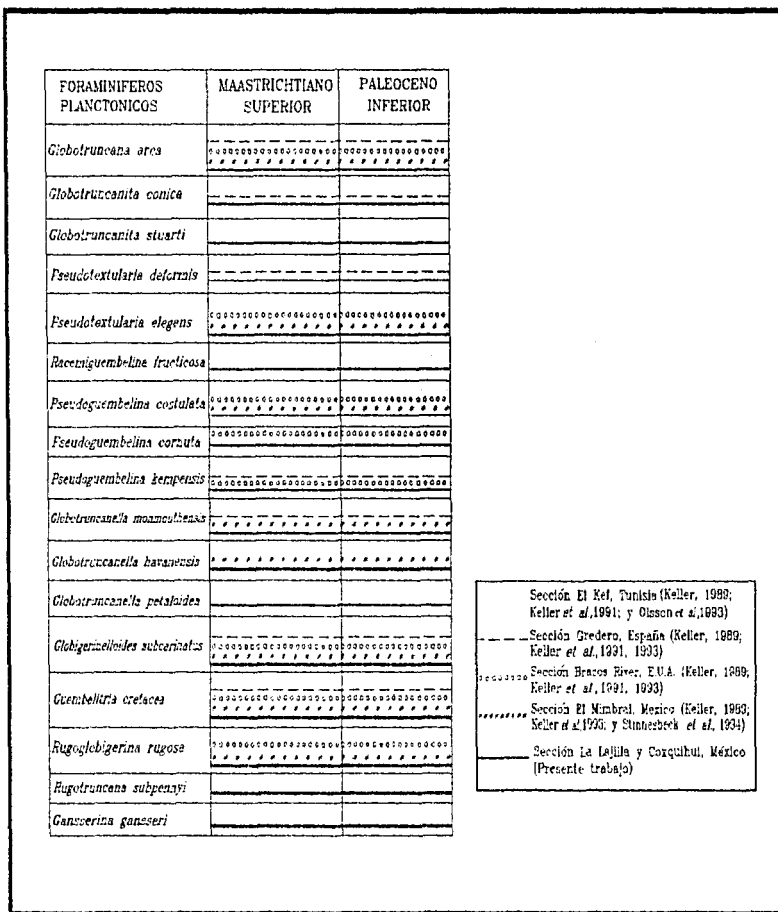 FORAMINIFEROS
PLANCTONICOS
MAASTRICHTIANO
SUPERIOR
PALEOCENO
INFERIOR
Globotruncana arca
Globotruncanita conica
Globotruncanita stuarti
Pseudotextularia deformis
Pseudotextularia elegens
Racemiguembelina fructicosa
Pseudoguembelina costulata
Pseudoguembelina cornuta
Pseudoguembelina kempensis
Globotruncanella monmouthensis
Globotruncanella havanensis
Globotruncanella petaloidea
Globigerinelloides subcarinatus
Guembelitria cretacea
Rugoglobigerina rugosa
Rugotruncana subpennyi
Gansserina gansseri
Sección El Kef, Tunisia (Keller, 1989;
Keller et al, 1991; y Olsson et al, 1993)
Sección Gredero, España (Keller, 1989;
Keller et al., 1991, 1993)
Sección Brazos River, E.U.A. (Keller, 1989;
Keller et al., 1991, 1993)
Sección El Mimbral, Mexico (Keller,
Keller et al y Stinnesbeck et al.,
Sección La Lajilla y Coxquihui, México
(Presente trabajo)